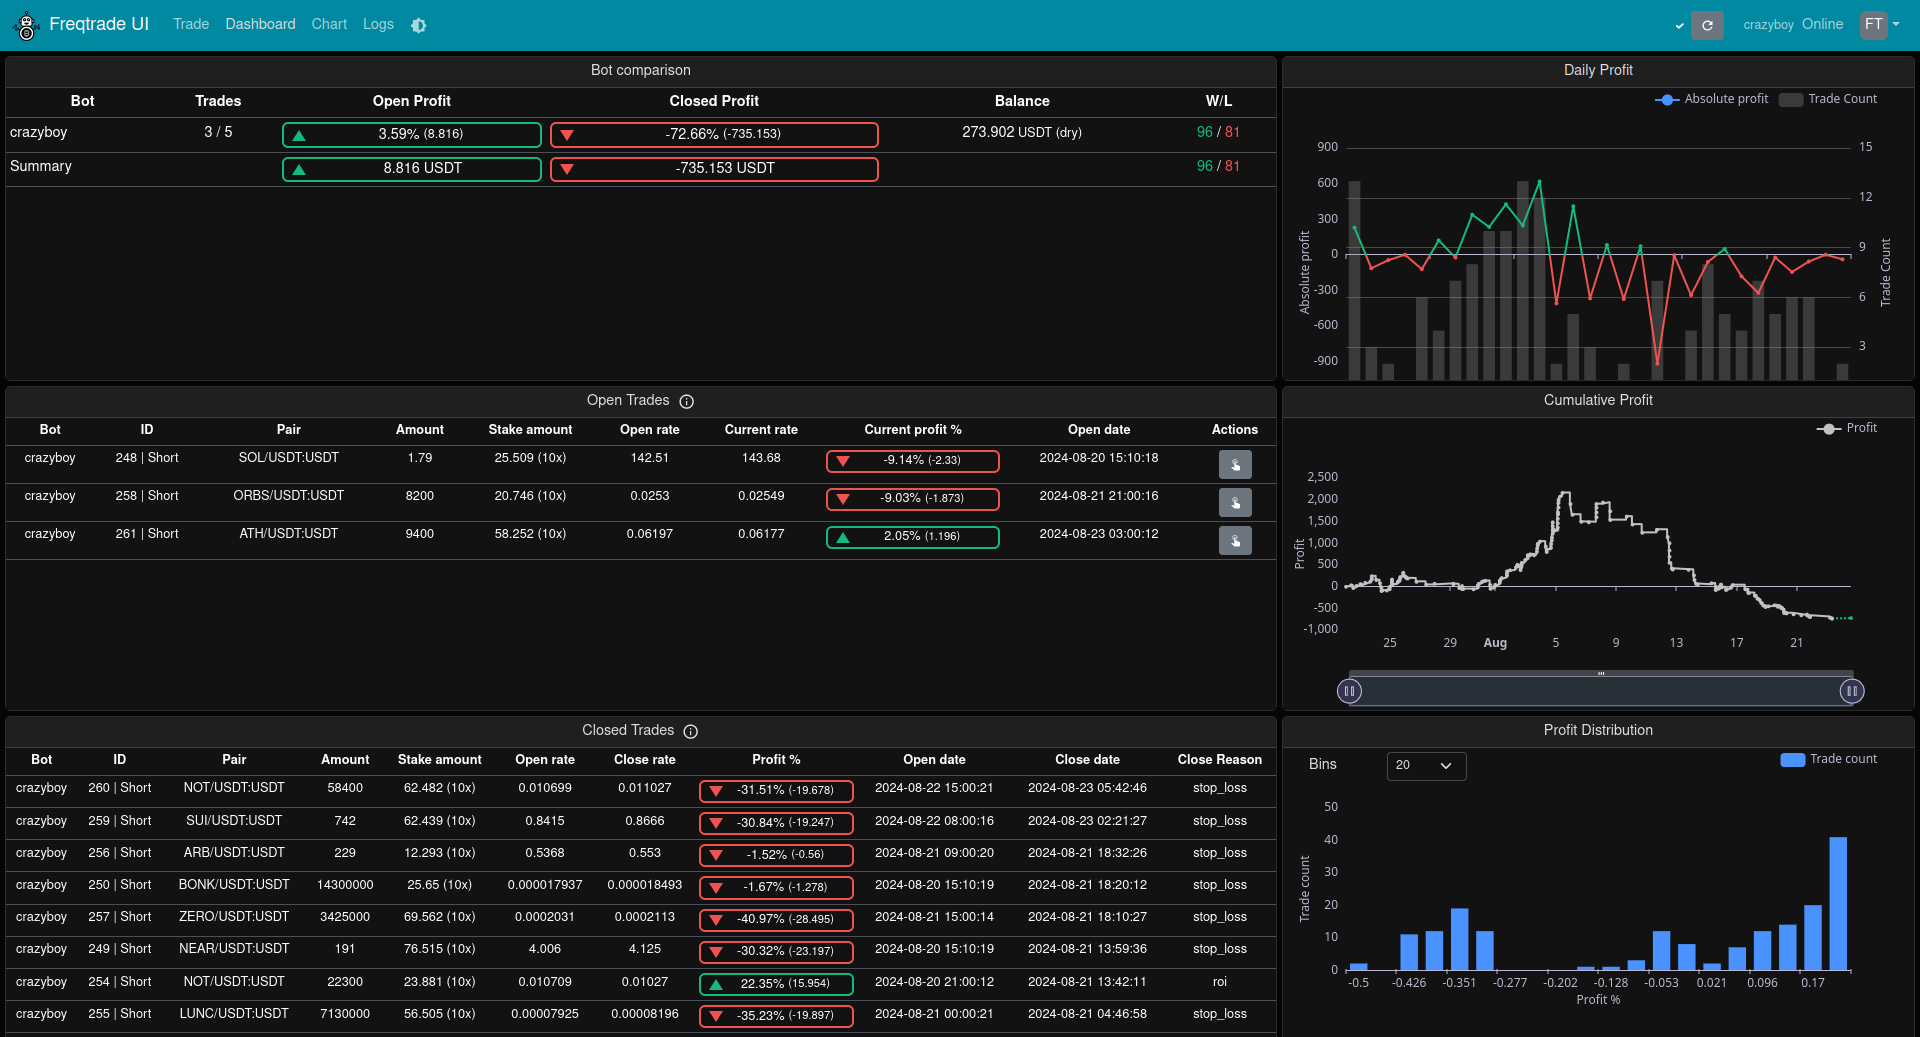 Freqtrade UI Trade Dashboard Chart Logs crazyboy Online FT
Bot comparison
Bot Trades Open Profit Closed Profit Balance W/L
crazyboy 3 / 5 3.59% (8.816) -72.66% (-735.153) 273.902 USDT (dry) 96 / 81
Summary 8.816 USDT -735.153 USDT 96 / 81
Daily Profit
Absolute profit Trade Count
900 15
600 12
300
0 9
-300 6
-600
-900 3
Absolute profit
Trade Count
Open Trades
Bot ID Pair Amount Stake amount Open rate Current rate Current profit % Open date Actions
crazyboy 248 | Short SOL/USDT:USDT 1.79 25.509 (10x) 142.51 143.68 -9.14% (-2.33) 2024-08-20 15:10:18
crazyboy 258 | Short ORBS/USDT:USDT 8200 20.746 (10x) 0.0253 0.02549 -9.03% (-1.873) 2024-08-21 21:00:16
crazyboy 261 | Short ATH/USDT:USDT 9400 58.252 (10x) 0.06197 0.06177 2.05% (1.196) 2024-08-23 03:00:12
Cumulative Profit
Profit
2,500
2,000
1,500
1,000
500
0
-500
-1,000
Profit
25 29 Aug 5 9 13 17 21
Closed Trades
Bot ID Pair Amount Stake amount Open rate Close rate Profit % Open date Close date Close Reason
crazyboy 260 | Short NOT/USDT:USDT 58400 62.482 (10x) 0.010699 0.011027 -31.51% (-19.678) 2024-08-22 15:00:21 2024-08-23 05:42:46 stop_loss
crazyboy 259 | Short SUI/USDT:USDT 742 62.439 (10x) 0.8415 0.8666 -30.84% (-19.247) 2024-08-22 08:00:16 2024-08-23 02:21:27 stop_loss
crazyboy 256 | Short ARB/USDT:USDT 229 12.293 (10x) 0.5368 0.553 -1.52% (-0.56) 2024-08-21 09:00:20 2024-08-21 18:32:26 stop_loss
crazyboy 250 | Short BONK/USDT:USDT 14300000 25.65 (10x) 0.000017937 0.000018493 -1.67% (-1.278) 2024-08-20 15:10:19 2024-08-21 18:20:12 stop_loss
crazyboy 257 | Short ZERO/USDT:USDT 3425000 69.562 (10x) 0.0002031 0.0002113 -40.97% (-28.495) 2024-08-21 15:00:14 2024-08-21 18:10:27 stop_loss
crazyboy 249 | Short NEAR/USDT:USDT 191 76.515 (10x) 4.006 4.125 -30.32% (-23.197) 2024-08-20 15:10:19 2024-08-21 13:59:36 stop_loss
crazyboy 254 | Short NOT/USDT:USDT 22300 23.881 (10x) 0.010709 0.01027 22.35% (15.954) 2024-08-20 21:00:12 2024-08-21 13:42:11 roi
crazyboy 255 | Short LUNC/USDT:USDT 7130000 56.505 (10x) 0.00007925 0.00008196 -35.23% (-19.897) 2024-08-21 00:00:21 2024-08-21 04:46:58 stop_loss
Profit Distribution
Bins 20 Trade count
50
40
30
20
10
0
Trade count
-0.5 -0.426 -0.351 -0.277 -0.202 -0.128 -0.053 0.021 0.096 0.17
Profit %